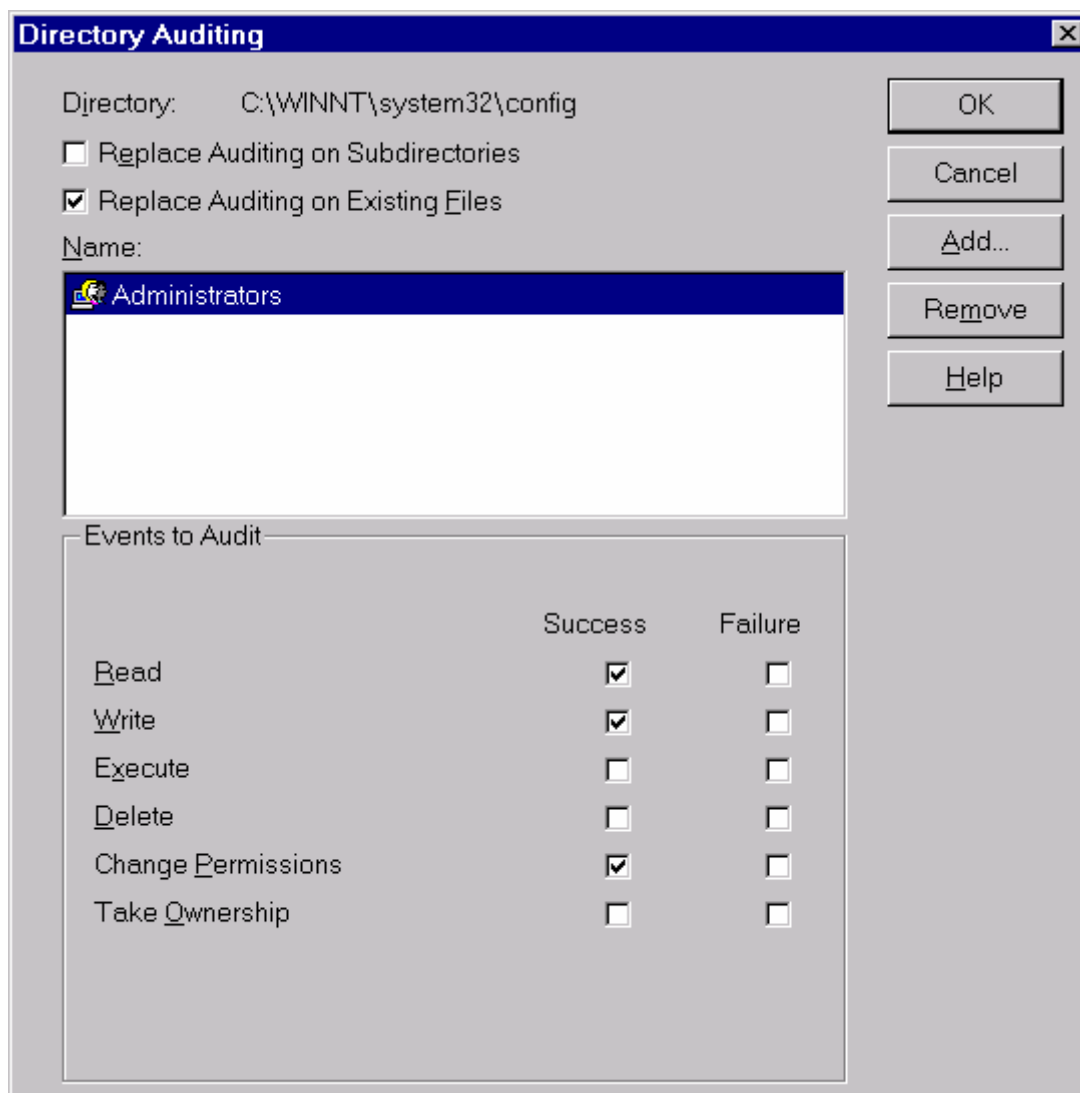 Directory Auditing
Directory: C:\WINNT\system32\config
OK
Replace Auditing on Subdirectories
Cancel
Replace Auditing on Existing Files
Add...
Name:
Administrators
Remove
Help
Events to Audit
Success Failure
Read
Write
Execute
Delete
Change Permissions
Take Ownership